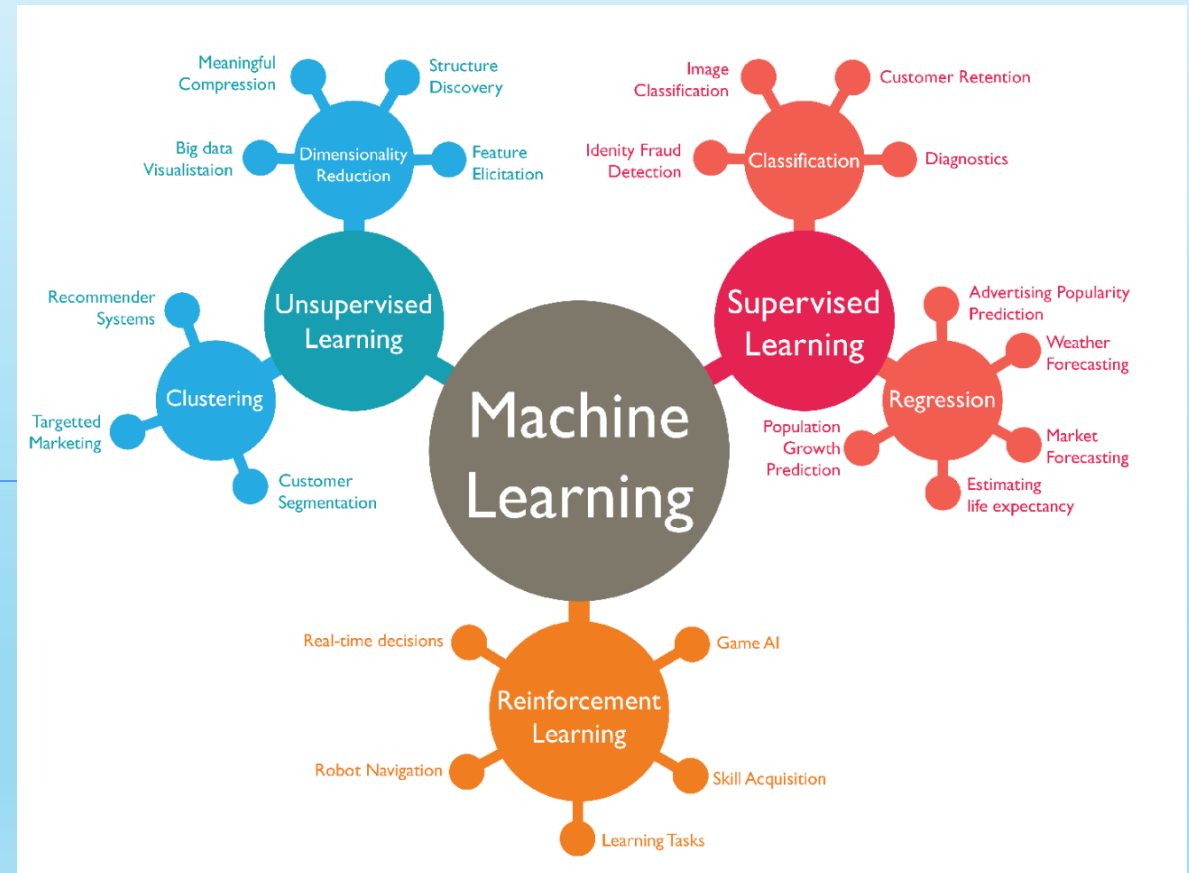 Meaningful
Compression
Structure
Discovery
Big data
Visualistaion
Dimensionality
Reduction
Feature
Elicitation
Image
Classification
Customer Retention
Idenity Fraud
Detection
Classification
Diagnostics
Recommender
Systems
Unsupervised
Learning
Clustering
Targetted
Marketing
Customer
Segmentation
Machine
Learning
Supervised
Learning
Advertising Popularity
Prediction
Weather
Forecasting
Regression
Population
Growth
Prediction
Market
Forecasting
Estimating
life expectancy
Real-time decisions
Game AI
Reinforcement
Learning
Robot Navigation
Skill Acquisition
Learning Tasks